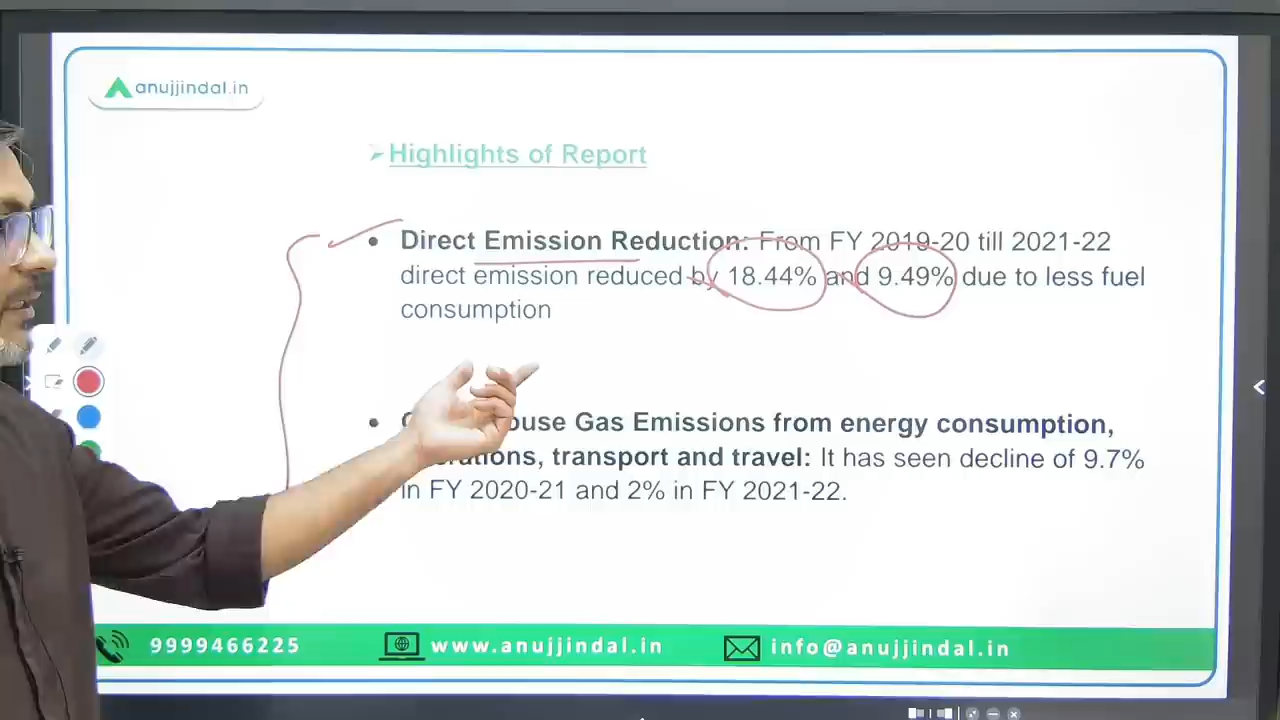 anujjindal.in
Highlights of Report
Direct Emission Reduction: From FY 2019-20 till 2021-22
direct emission reduced by 18.44% and 9.49% due to less fuel
consumption
Gas Emissions from energy consumption,
transport and travel: It has seen decline of 9.7%
in FY 2020-21 and 2% in FY 2021-22.
9999466225
www.anujjindal.in
info@anujjindal.in